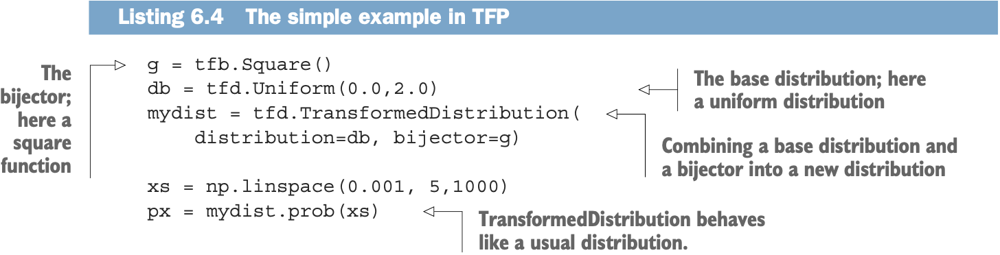 Listing 6.4 The simple example in TFP
The
bijector;
here a
square
function
g = tfb.Square()
db = tfd.Uniform(0.0,2.0)
mydist = tfd.TransformedDistribution(
distribution=db, bijector=g)
xs = np.linspace(0.001, 5,1000)
px = mydist.prob(xs)
The base distribution; here
a uniform distribution
Combining a base distribution and
a bijector into a new distribution
TransformedDistribution behaves
like a usual distribution.